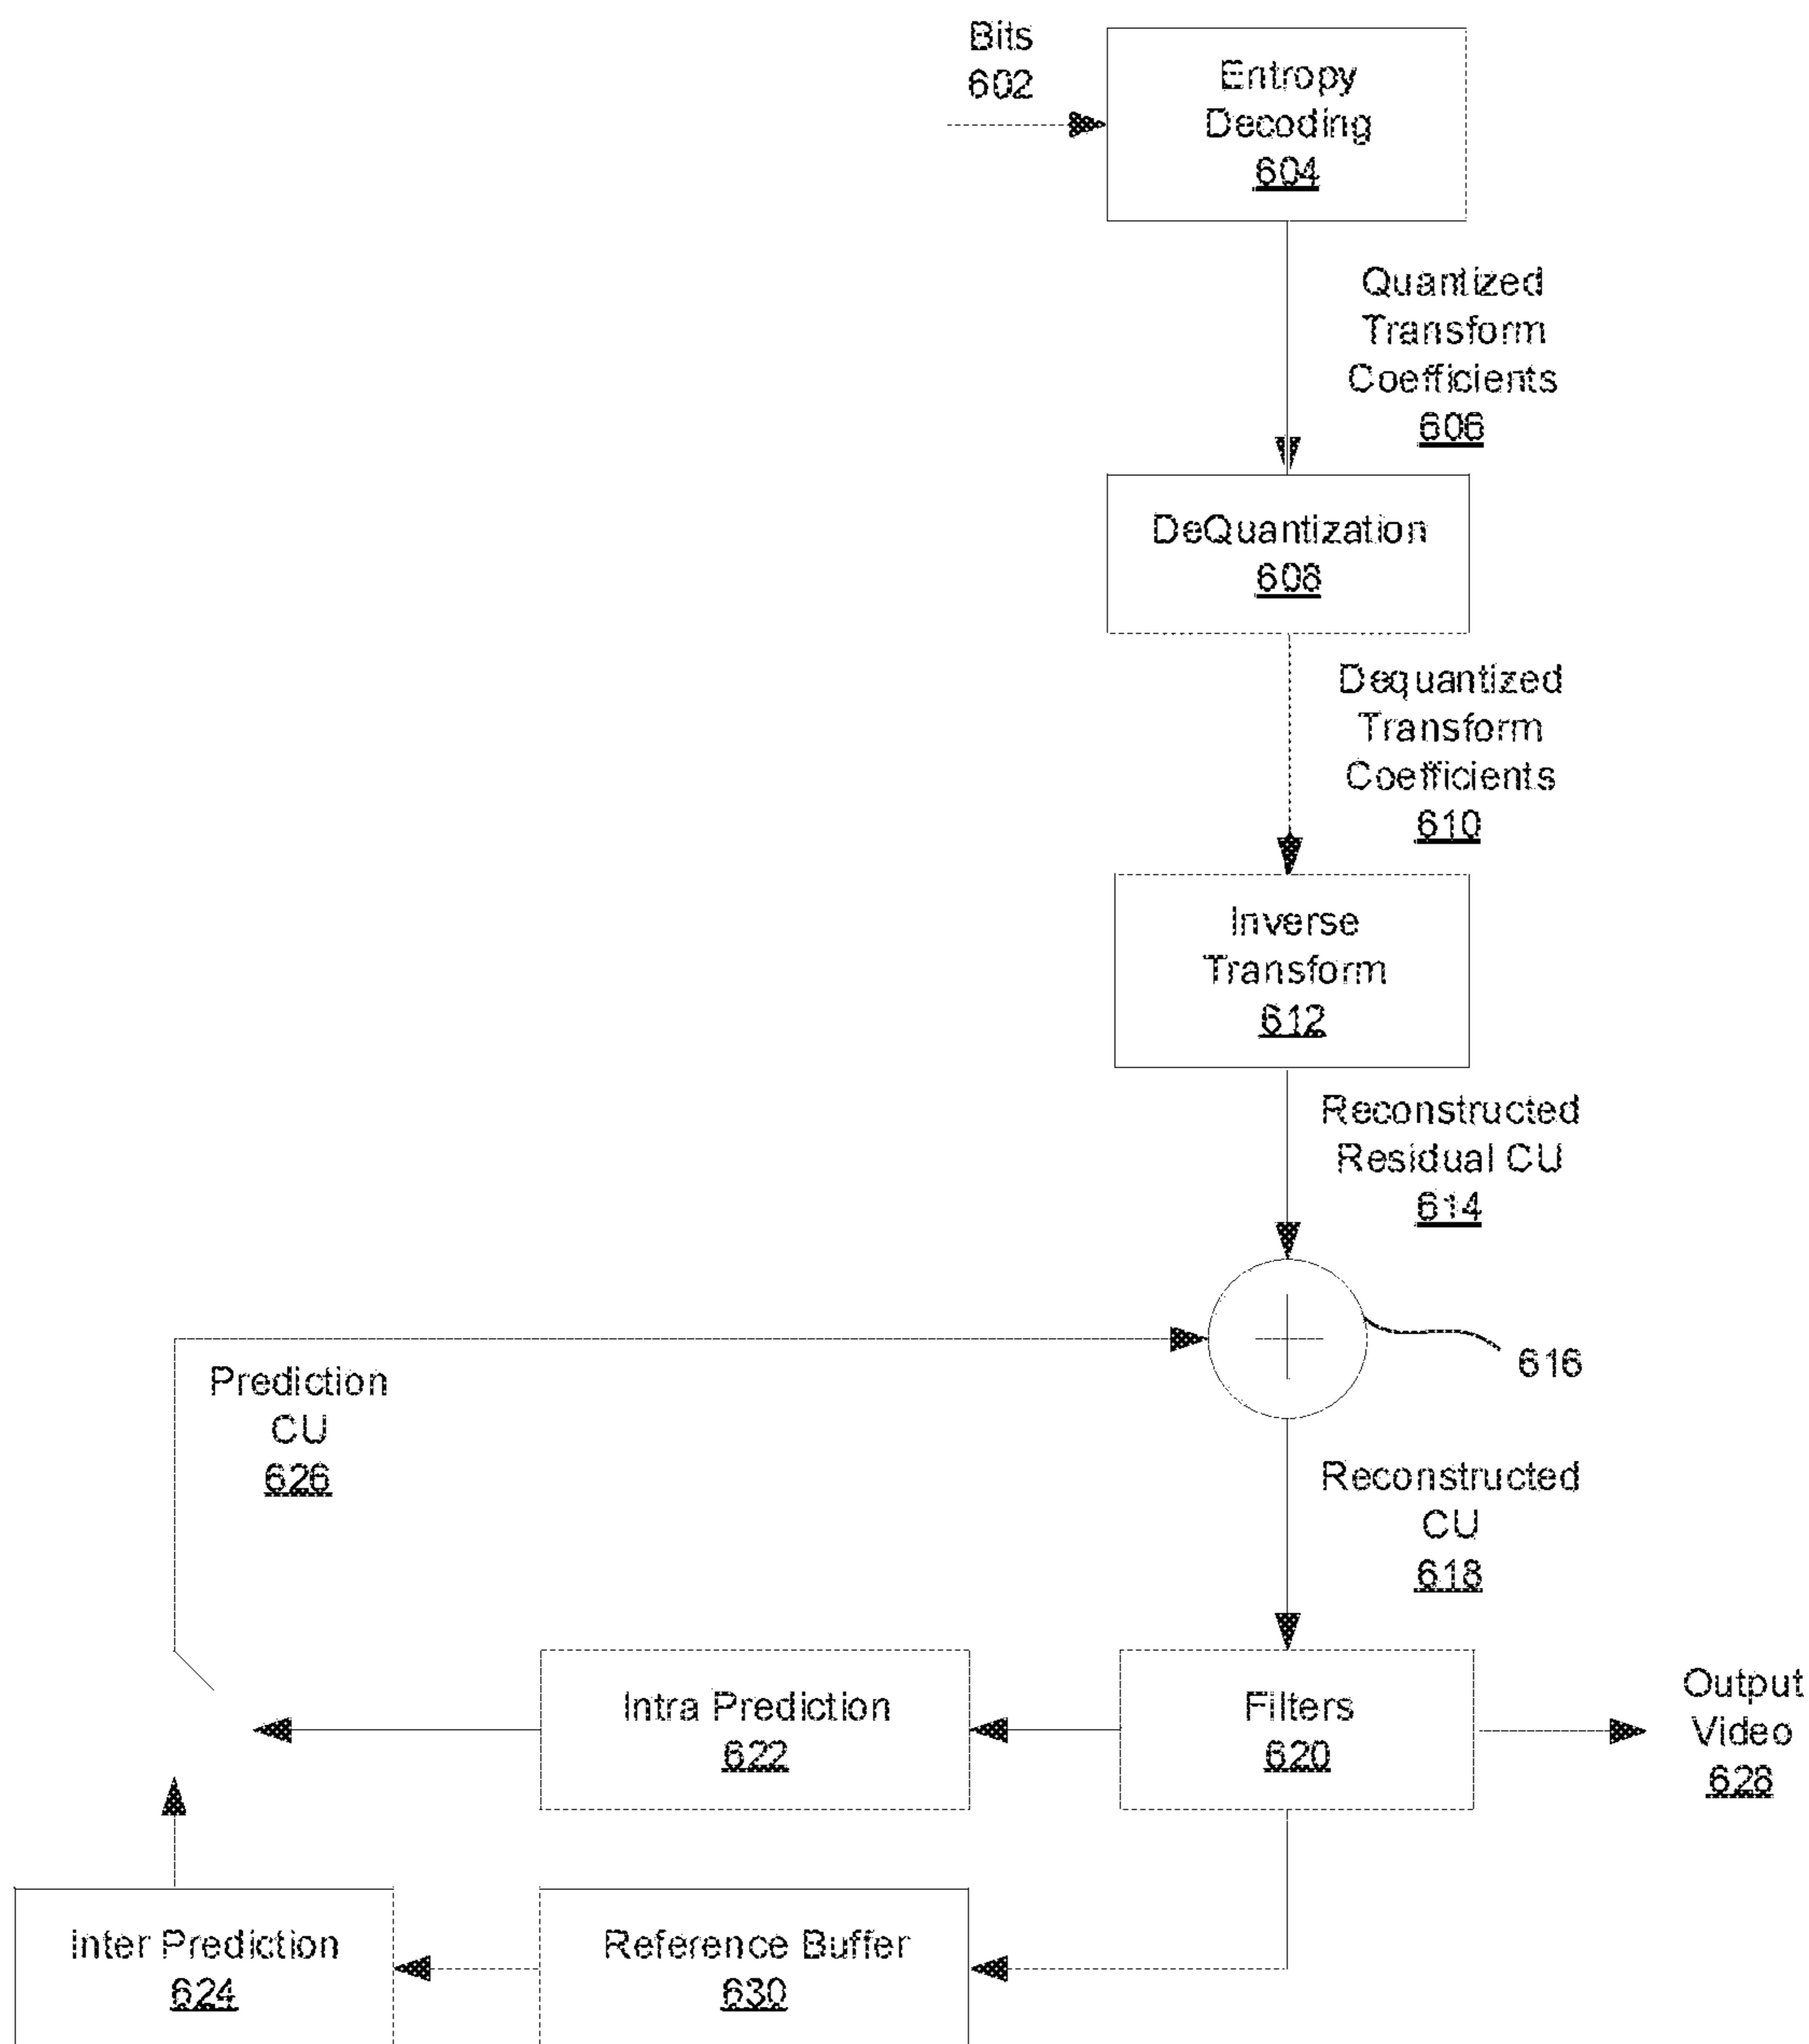 Bits
602
Entropy
Decoding
604
Quantized
Transform
Coefficients
606
DeQuantization
608
Dequantized
Transform
Coefficients
610
Inverse
Transform
612
Reconstructed
Residual CU
614
616
Prediction
CU
626
Reconstructed
CU
618
Intra Prediction
622
Filters
620
Output
Video
628
Inter Prediction
624
Reference Buffer
630